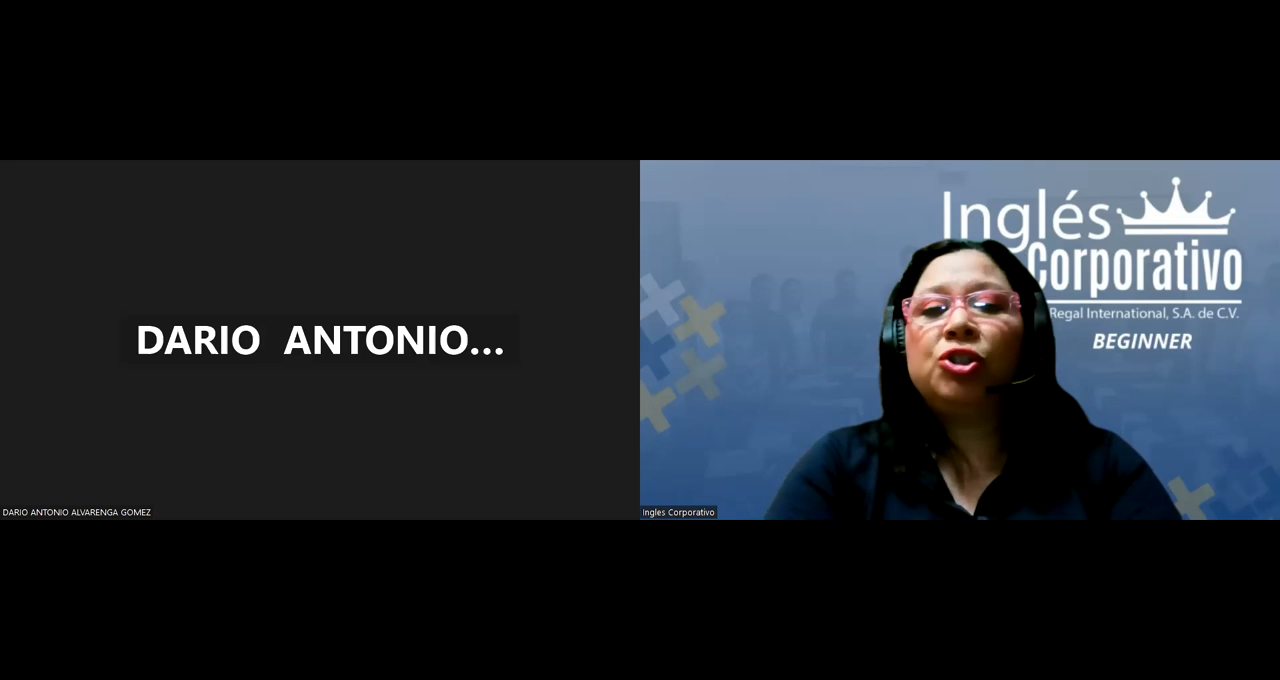 DARIO ANTONIO...
DARIO ANTONIO ALVARENGA GOMEZ
Inglés
Corporativo
Regal International, S.A. de C.V.
BEGINNER
Ingles Corporativo